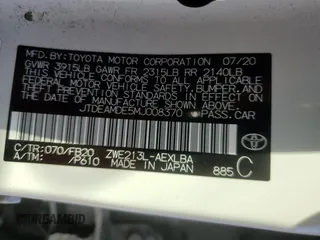 MFD. BY: TOYOTA MOTOR CORPORATION 07/20
GVWR 3915LB GAWR FR 2315LB RR 2140LB
THIS VEHICLE CONFORMS TO ALL APPLICABLE
FEDERAL MOTOR VEHICLE SAFETY, BUMPER, AND
THEFT PREVENTION STANDARDS IN EFFECT ON
THE DATE OF MANUFACTURE SHOWN ABOVE.
JTDEAMDE5MJ008370 PASS.CAR
C/TR:070/FB20 ZWE213L-AEXLBA
A/TM: /P610 MADE IN JAPAN 885 C
TOYOTA